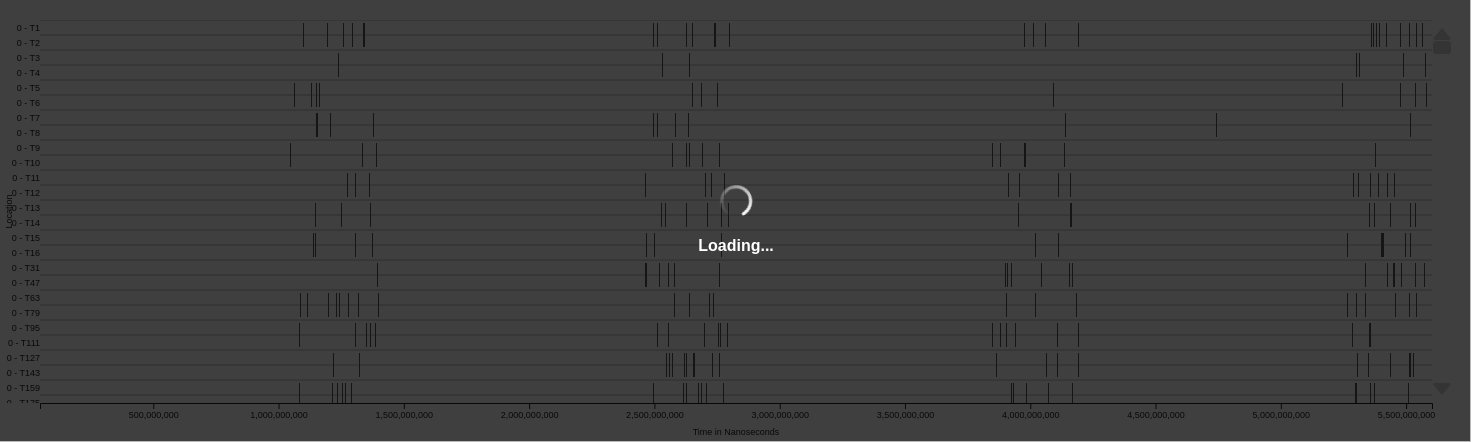 0 - T1
0 - T2
0 - T3
0 - T4
0 - T5
0 - T6
0 - T7
0 - T8
0 - T9
0 - T10
0 - T11
0 - T12
Location
0 - T13
0 - T14
0 - T15
0 - T16
0 - T31
0 - T47
0 - T63
0 - T79
0 - T95
0 - T111
0 - T127
0 - T143
0 - T159
0 - T175
Loading...
500,000,000 1,000,000,000 1,500,000,000 2,000,000,000 2,500,000,000 3,000,000,000 3,500,000,000 4,000,000,000 4,500,000,000 5,000,000,000 5,500,000,000
Time in Nanoseconds